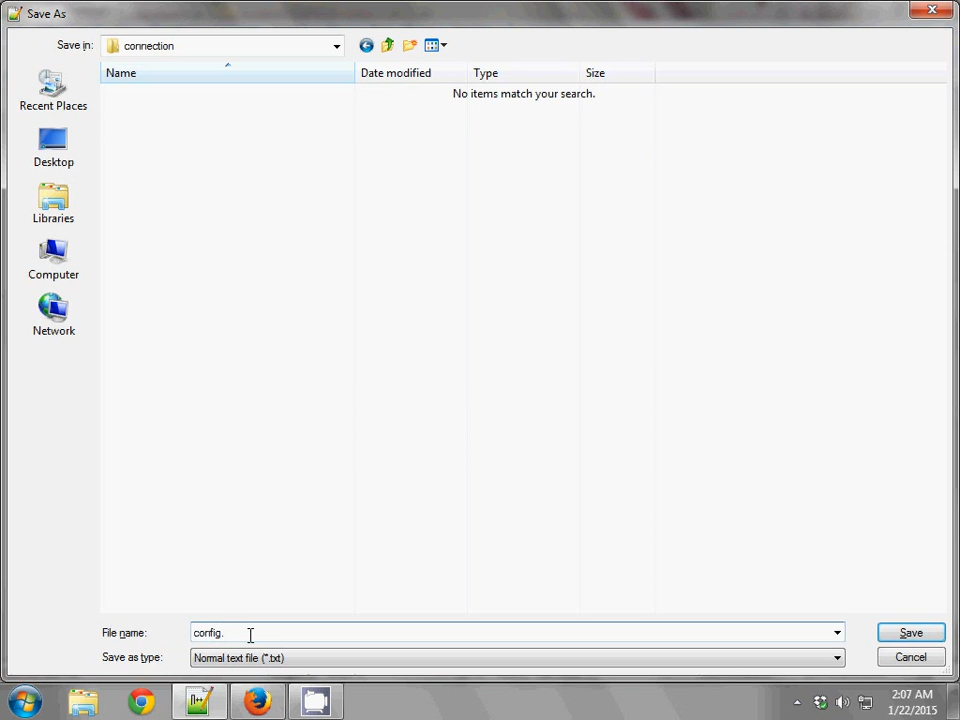 Save As
Save in: connection
Name Date modified Type Size
No items match your search.
Recent Places
Desktop
Libraries
Computer
Network
File name: config. Save
Save as type: Normal text file (*.txt) Cancel
2:07 AM
1/22/2015